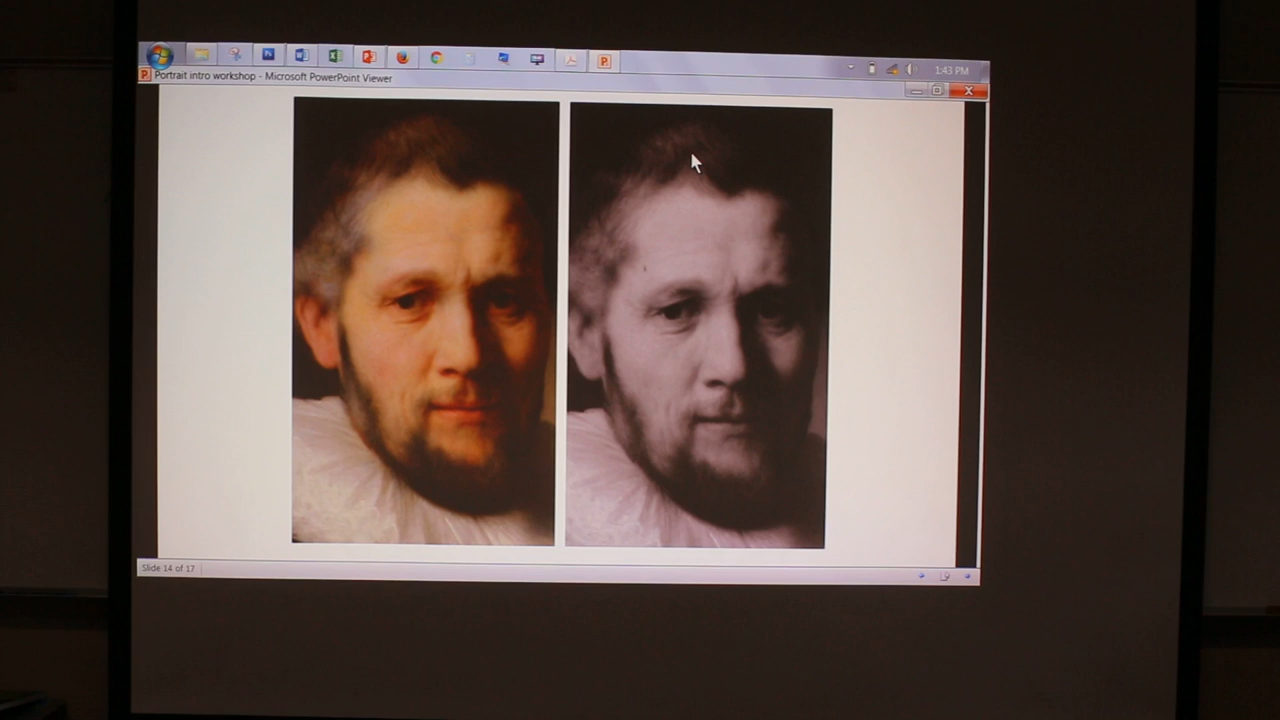 1:43 PM
Portrait intro workshop - Microsoft PowerPoint Viewer
Slide 14 of 17